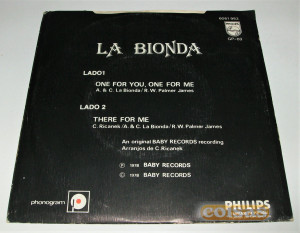 LA BIONDA
LADO 1
ONE FOR YOU, ONE FOR ME
A. & C. La Bionda/R.W. Palmer James
LADO 2
THERE FOR ME
C. Ricanek/A. & C. La Bionda/R.W. Palmer James
An original BABY RECORDS recording
Arranjos de C.Ricanek
Ⓟ 1978 BABY RECORDS
© 1978 BABY RECORDS
phonogram
PHILIPS